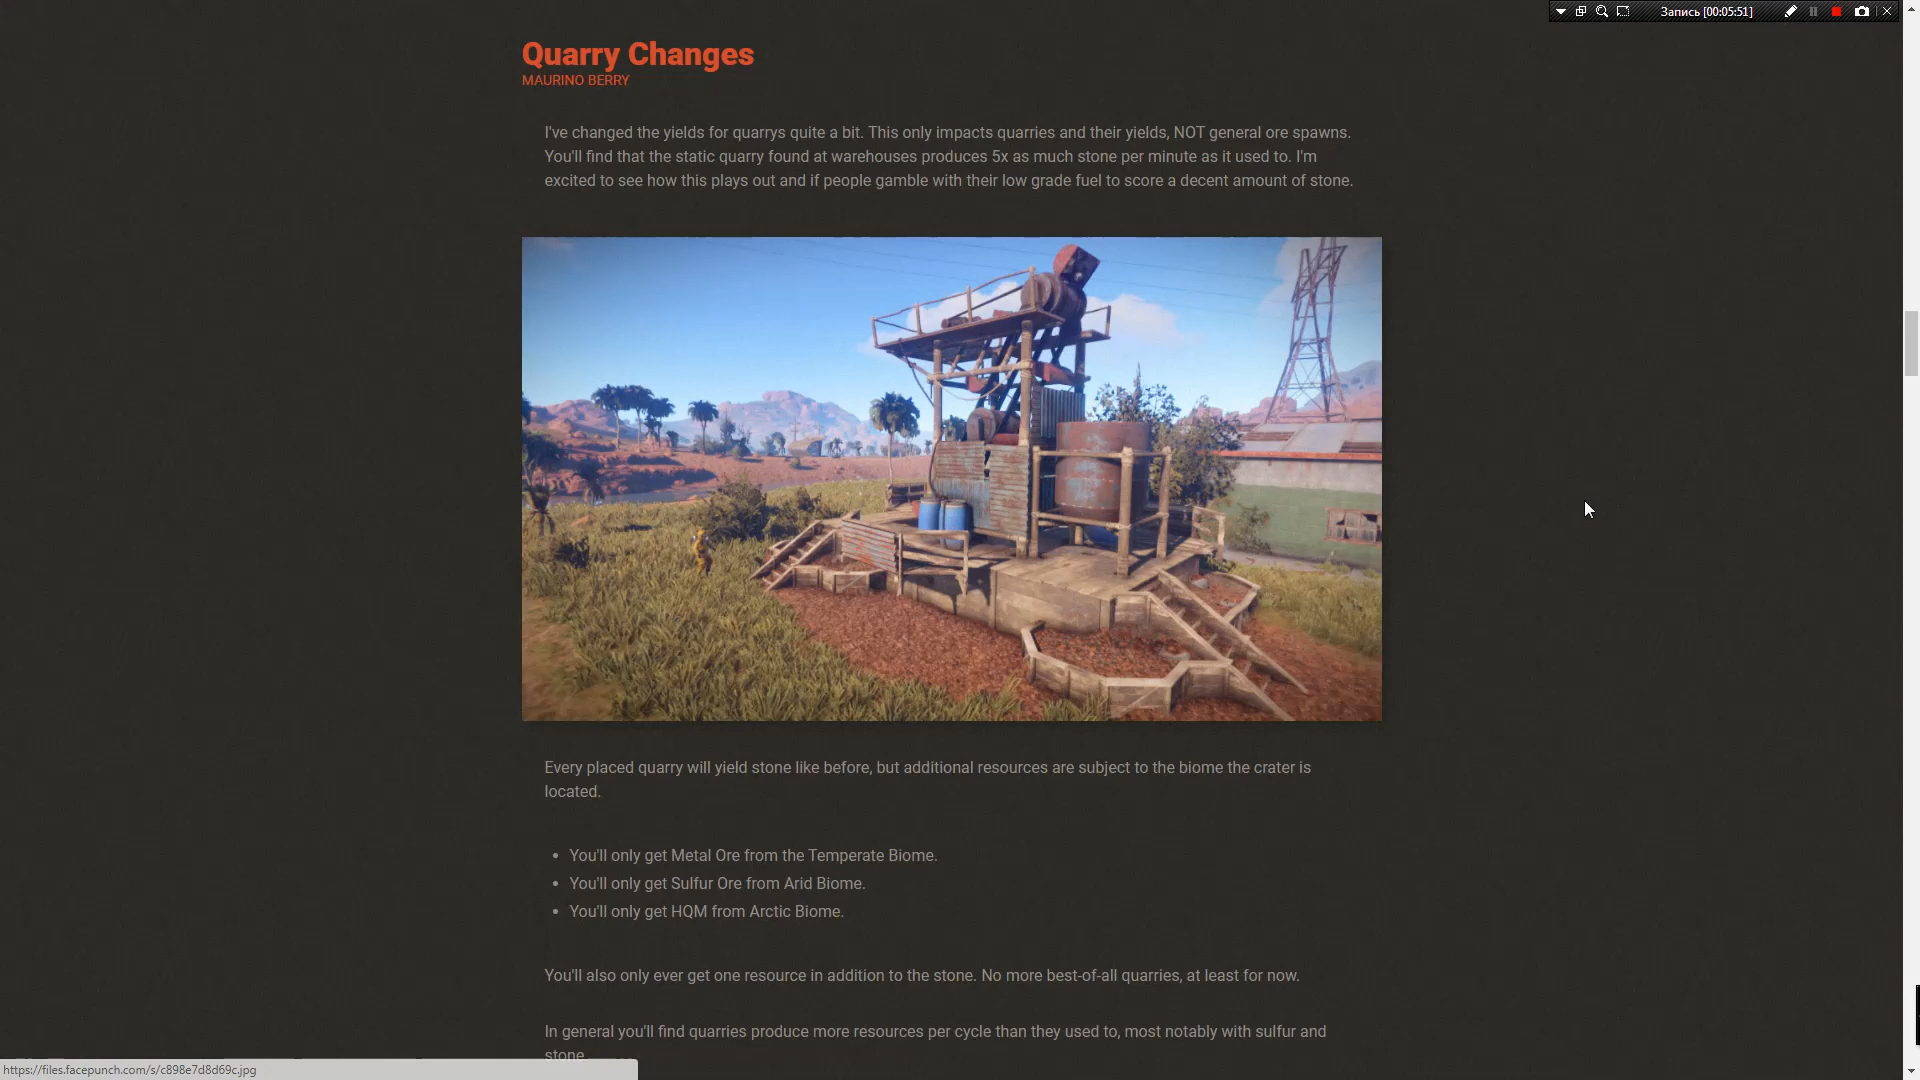 Запись [00:05:51]
Quarry Changes
MAURINO BERRY
I've changed the yields for quarrys quite a bit. This only impacts quarries and their yields, NOT general ore spawns.
You'll find that the static quarry found at warehouses produces 5x as much stone per minute as it used to. I'm
excited to see how this plays out and if people gamble with their low grade fuel to score a decent amount of stone.
Every placed quarry will yield stone like before, but additional resources are subject to the biome the crater is
located.
• You'll only get Metal Ore from the Temperate Biome.
• You'll only get Sulfur Ore from Arid Biome.
• You'll only get HQM from Arctic Biome.
You'll also only ever get one resource in addition to the stone. No more best-of-all quarries, at least for now.
In general you'll find quarries produce more resources per cycle than they used to, most notably with sulfur and
stone.
https://files.facepunch.com/s/c898e7d8d69c.jpg